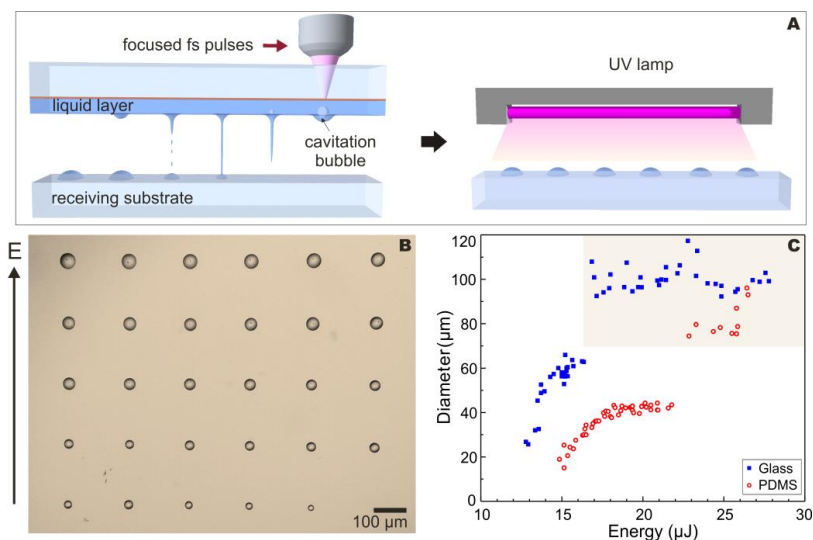 A
focused fs pulses
UV lamp
liquid layer
cavitation
bubble
receiving substrate
E
B
100 µm
C
120
100
80
60
40
20
0
Diameter(µm)
10
15
20
25
30
Energy (µJ)
Glass
PDMS